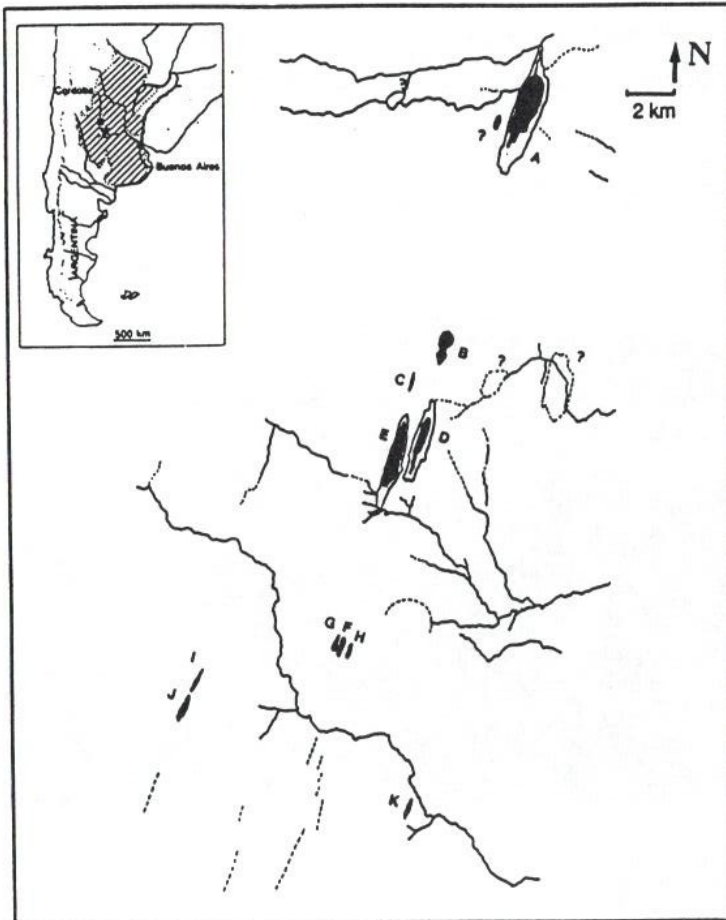 Cordoba
Buenos Aires
ARGENTINA
500 km
N
2 km
?
A
B
C
?
?
E
D
G F H
I
J
K